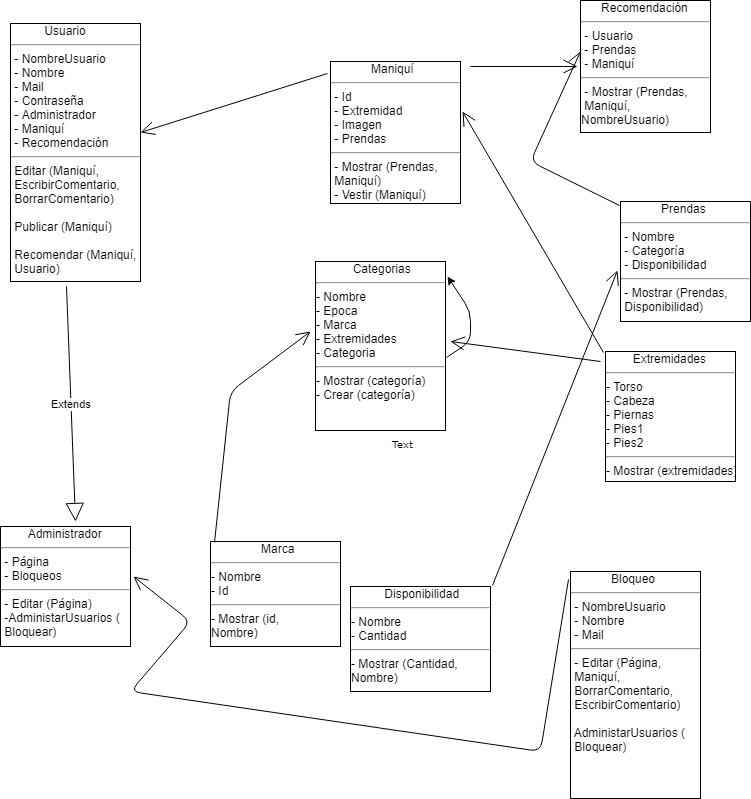 Usuario
- NombreUsuario
- Nombre
- Mail
- Contraseña
- Administrador
- Maniquí
- Recomendación
Editar (Maniquí,
EscribirComentario,
BorrarComentario)
Publicar (Maniquí)
Recomendar (Maniquí,
Usuario)
Maniquí
- Id
- Extremidad
- Imagen
- Prendas
- Mostrar (Prendas,
Maniquí)
- Vestir (Maniquí)
Recomendación
- Usuario
- Prendas
- Maniquí
- Mostrar (Prendas,
Maniquí,
NombreUsuario)
Prendas
- Nombre
- Categoría
- Disponibilidad
- Mostrar (Prendas,
Disponibilidad)
Categorias
- Nombre
- Epoca
- Marca
- Extremidades
- Categoria
- Mostrar (categoría)
- Crear (categoría)
Text
Extremidades
- Torso
- Cabeza
- Piernas
- Pies1
- Pies2
- Mostrar (extremidades)
Extends
Administrador
- Página
- Bloqueos
- Editar (Página)
-AdministarUsuarios (
Bloquear)
Marca
- Nombre
- Id
- Mostrar (id,
Nombre)
Disponibilidad
- Nombre
- Cantidad
- Mostrar (Cantidad,
Nombre)
Bloqueo
- NombreUsuario
- Nombre
- Mail
- Editar (Página,
Maniquí,
BorrarComentario,
EscribirComentario)
AdministarUsuarios (
Bloquear)